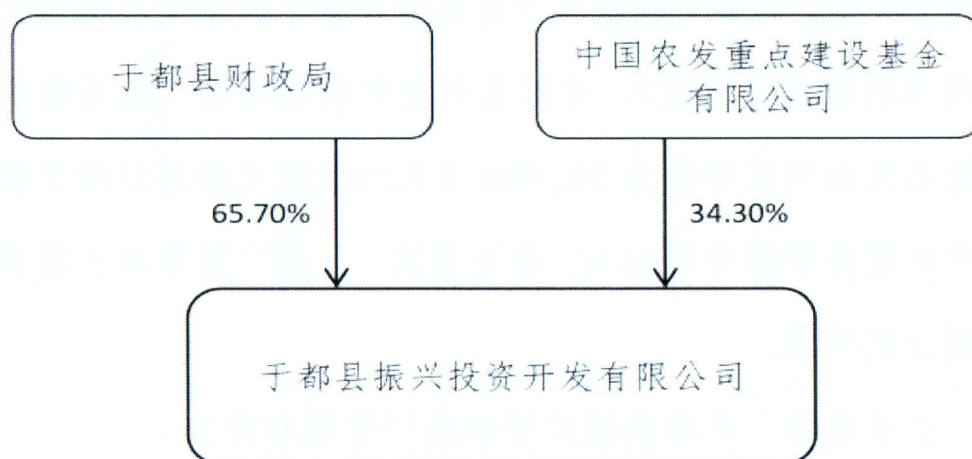 于都县财政局
中国农发重点建设基金
有限公司
65.70%
34.30%
于都县振兴投资开发有限公司